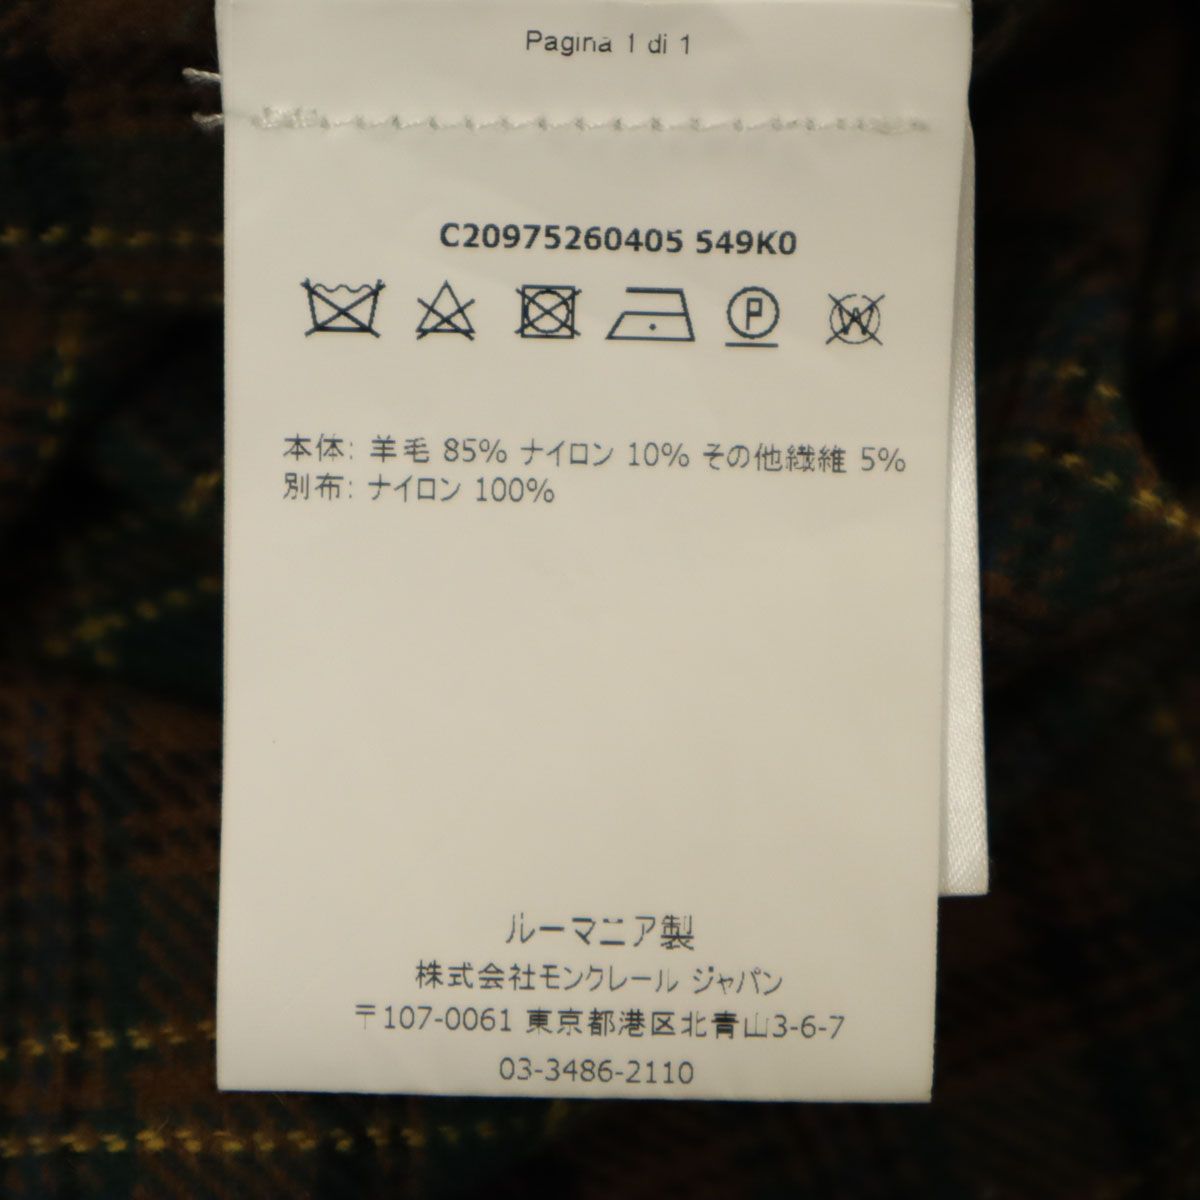 Pagina 1 di 1
C20975260405 549K0
P W
本体: 羊毛 85% ナイロン 10% その他繊維 5%
別布: ナイロン 100%
ルーマニア製
株式会社モンクレール ジャパン
〒107-0061 東京都港区北青山3-6-7
03-3486-2110